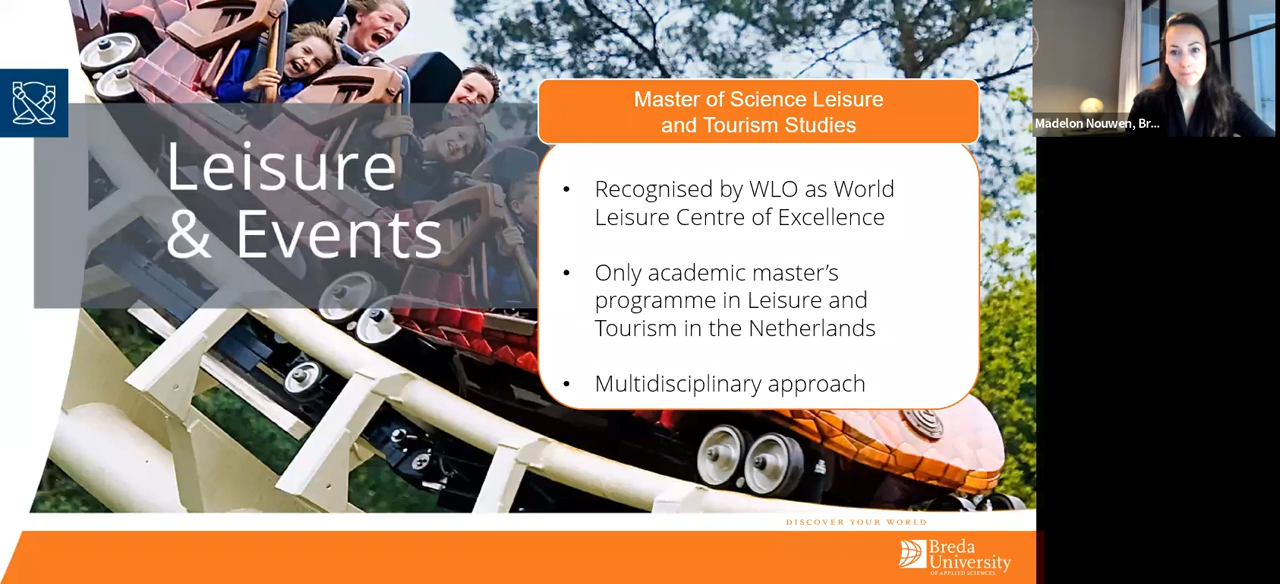 Leisure
& Events
Master of Science Leisure
and Tourism Studies
• Recognised by WLO as World
Leisure Centre of Excellence
• Only academic master's
programme in Leisure and
Tourism in the Netherlands
• Multidisciplinary approach
Madelon Nouwen, Br...
DISCOVER YOUR WORLD
Breda
University
OF APPLIED SCIENCES